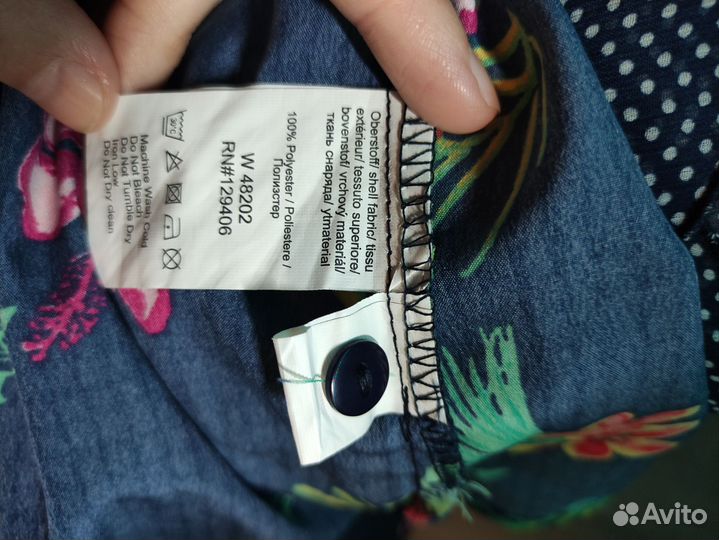 Oberstoff/ shell fabric/ tissu
extérieur/ tessuto superiore/
bovenstof/ vrchový materiál/
ткань снаряда/ ytmaterial
100% Polyester / Poliestere /
Полиэстер
W 48202
RN#129406
30°C
Machine Wash Cold
Do Not Bleach
Do Not Tumble Dry
Iron Low
Do Not Dry clean
Avito